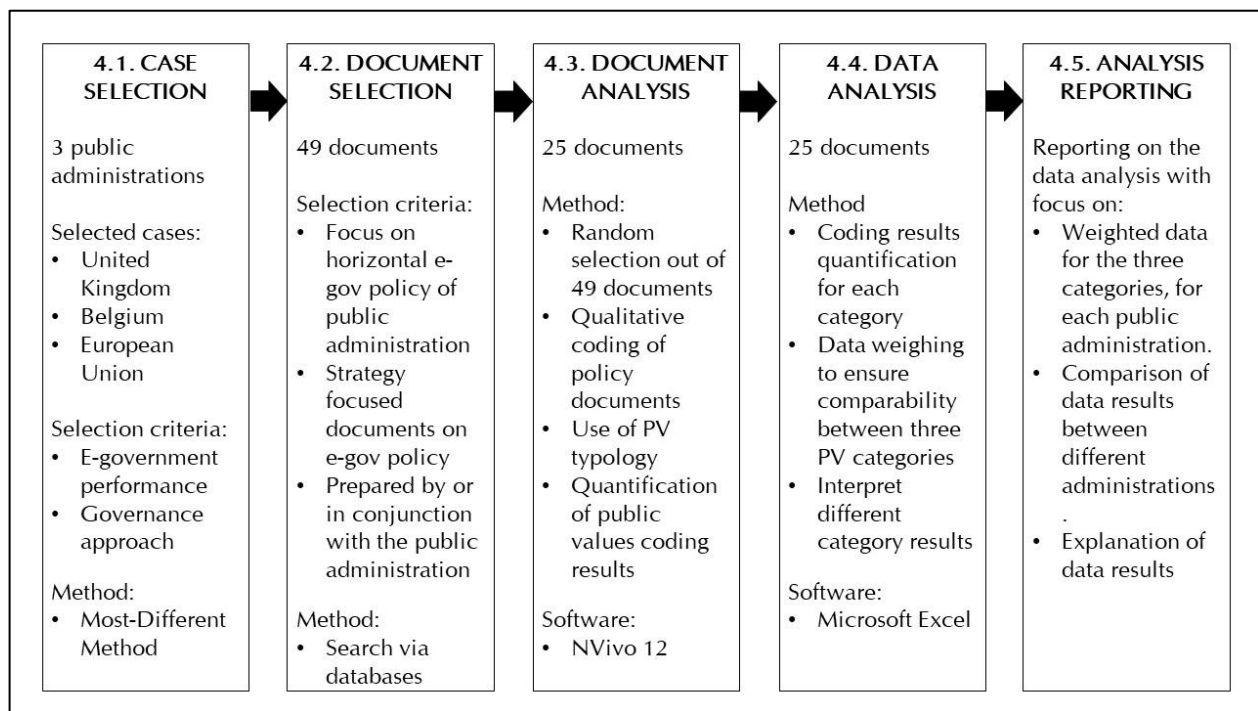 4.1. CASE
SELECTION
3 public
administrations
Selected cases:
• United
Kingdom
• Belgium
• European
Union
Selection criteria:
• E-government
performance
• Governance
approach
Method:
• Most-Different
Method
4.2. DOCUMENT
SELECTION
49 documents
Selection criteria:
• Focus on
horizontal e-
gov policy of
public
administration
• Strategy
focused
documents on
e-gov policy
• Prepared by or
in conjunction
with the public
administration
Method:
• Search via
databases
4.3. DOCUMENT
ANALYSIS
25 documents
Method:
• Random
selection out of
49 documents
• Qualitative
coding of
policy
documents
• Use of PV
typology
• Quantification
of public
values coding
results
Software:
• NVivo 12
4.4. DATA
ANALYSIS
25 documents
Method
• Coding results
quantification
for each
category
• Data weighing
to ensure
comparability
between three
PV categories
• Interpret
different
category results
Software:
• Microsoft Excel
4.5. ANALYSIS
REPORTING
Reporting on the
data analysis with
focus on:
• Weighted data
for the three
categories, for
each public
administration.
• Comparison of
data results
between
different
administrations
.
• Explanation of
data results